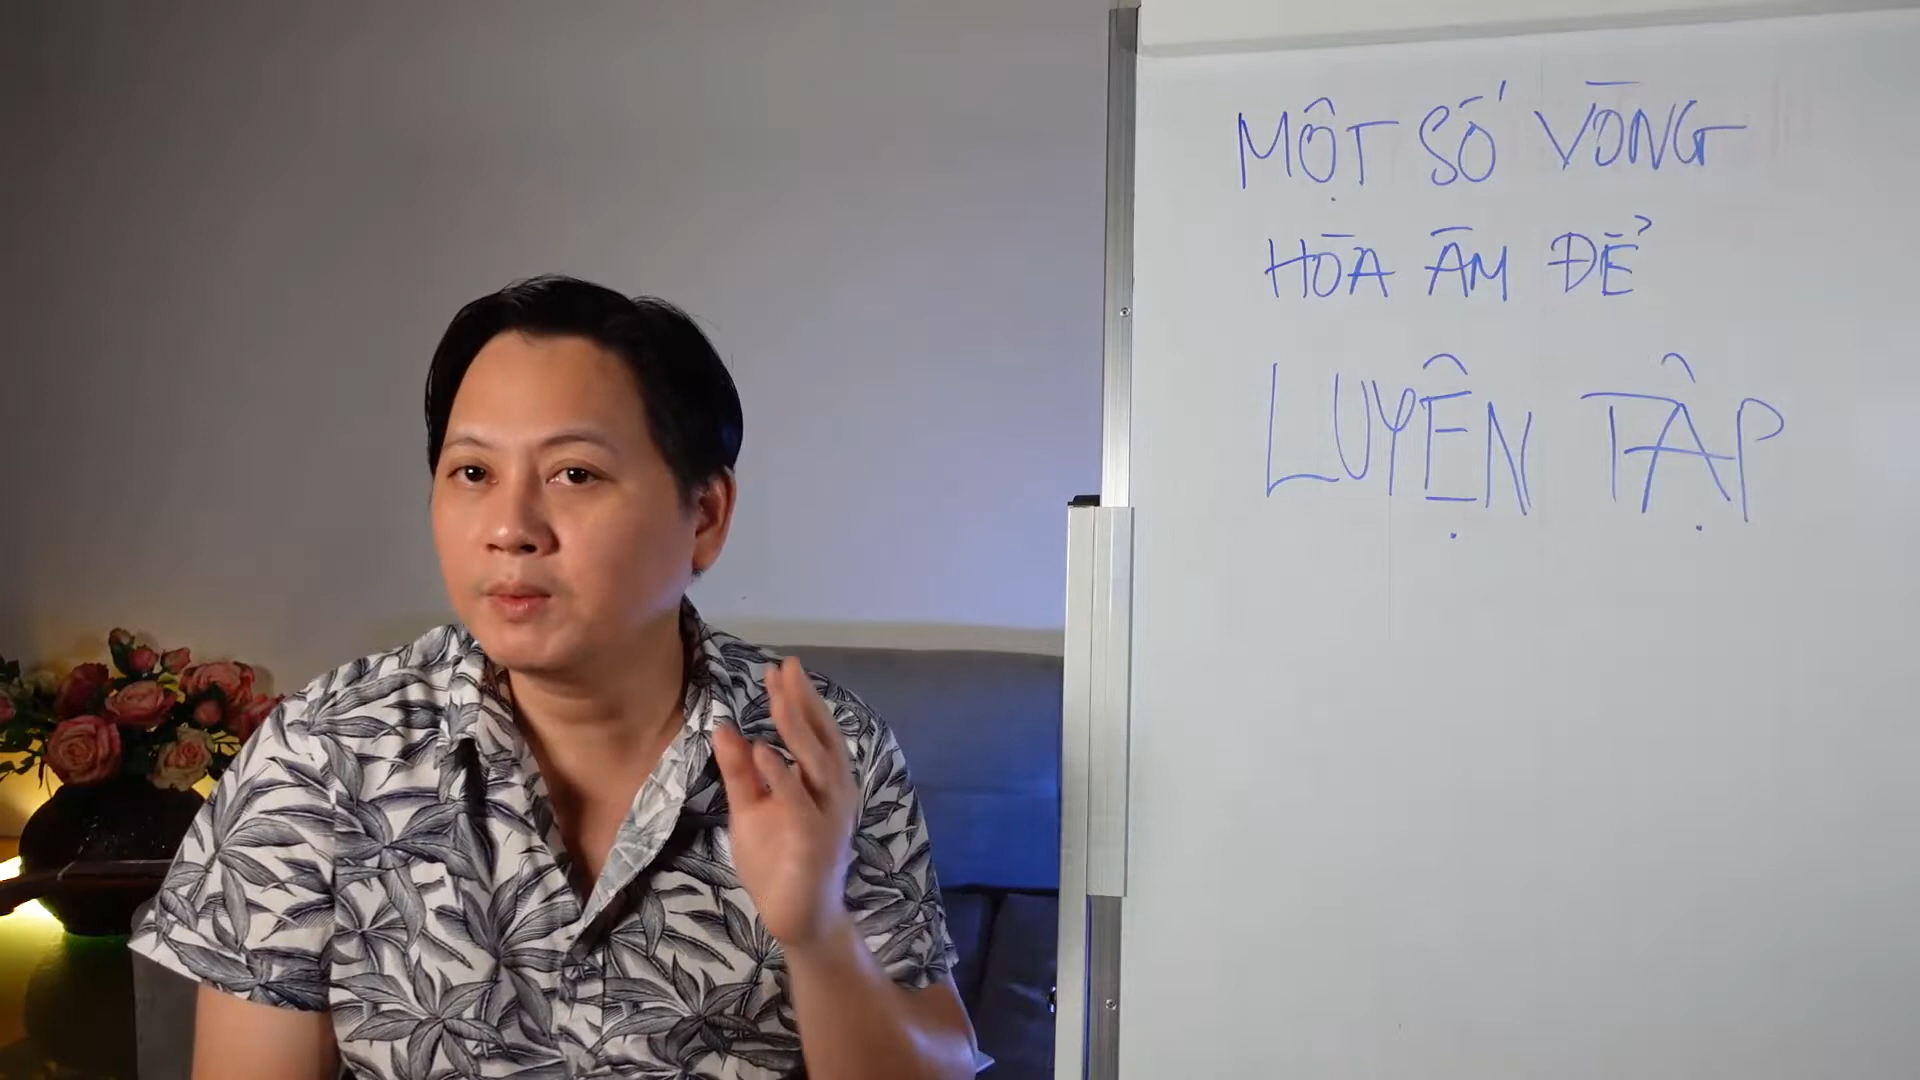 MỘT SỐ VÒNG
HÒA ÂM ĐỂ
LUYỆN TẬP